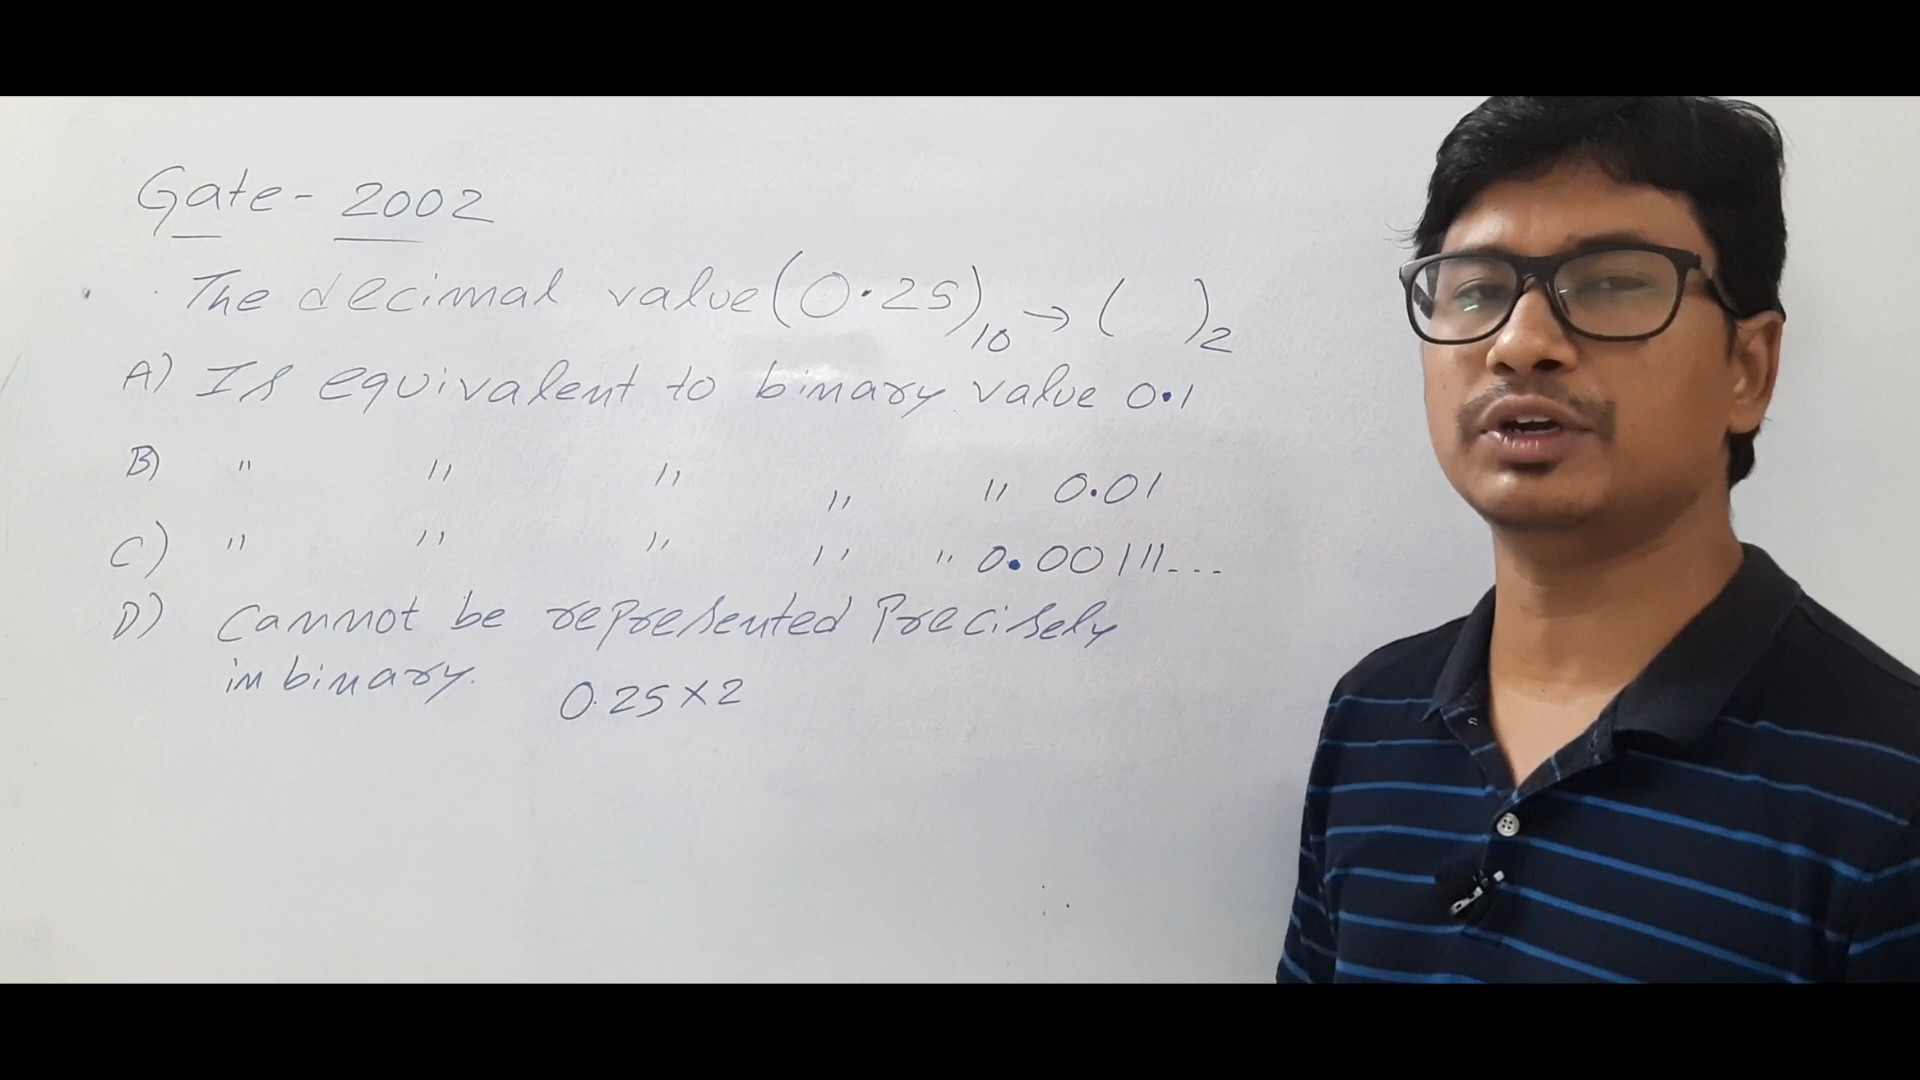 Gate - 2002
The decimal value (0.25)10 → ( )2
A) Is equivalent to binary value 0.1
B) " " " " " 0.01
C) " " " " " 0.00111...
D) cannot be represented Precisely
in binary.
0.25 × 2